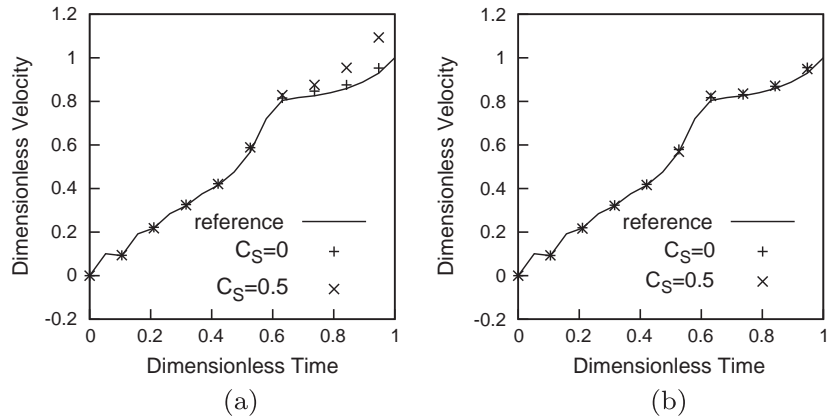 1.2
1
0.8
0.6
0.4
0.2
0
-0.2
Dimensionless Velocity
reference
C_S=0
C_S=0.5
0 0.2 0.4 0.6 0.8 1
Dimensionless Time
(a)
1.2
1
0.8
0.6
0.4
0.2
0
-0.2
Dimensionless Velocity
reference
C_S=0
C_S=0.5
0 0.2 0.4 0.6 0.8 1
Dimensionless Time
(b)